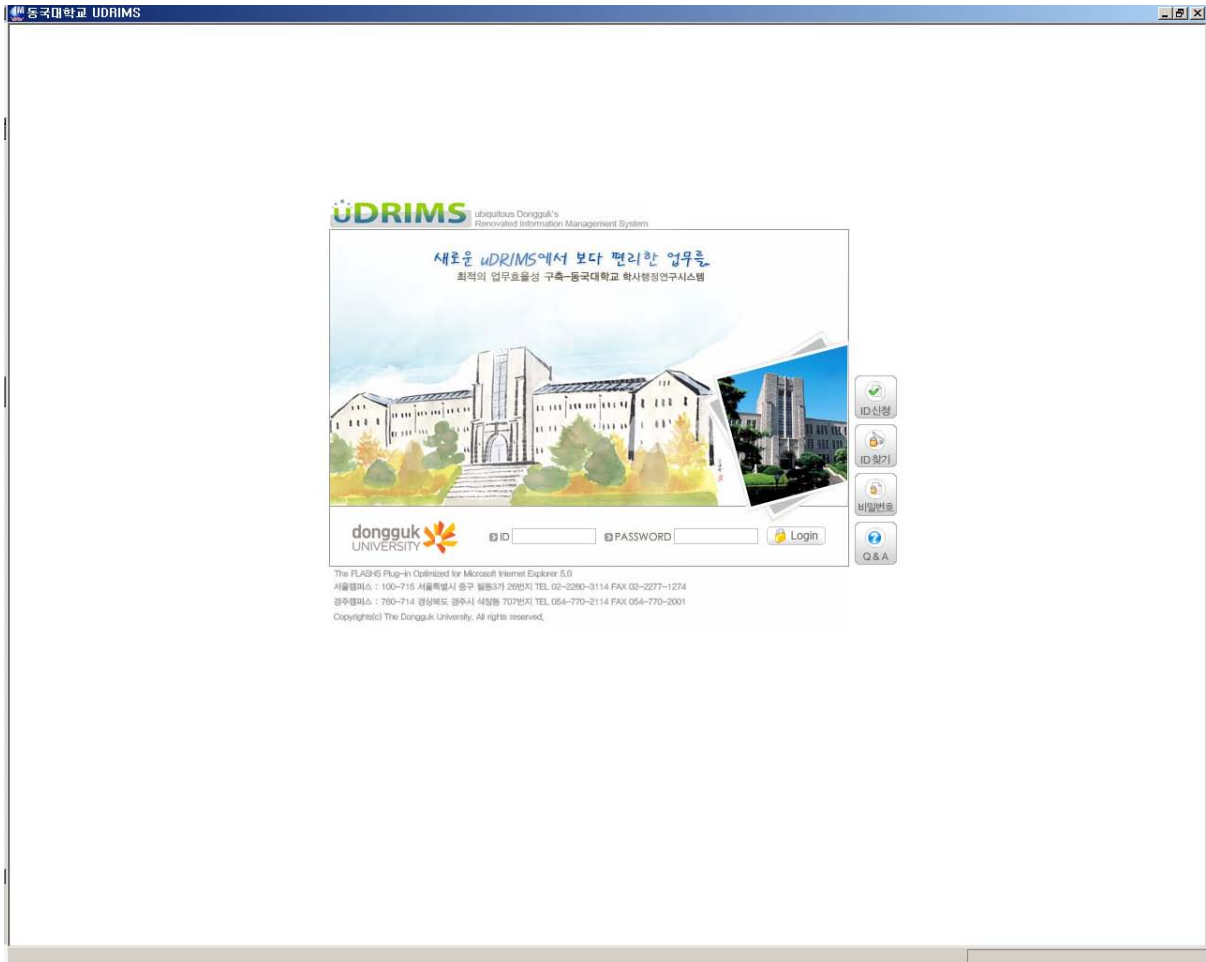 동국대학교 UDRIMS
uDRIMS
ubiquitous Dongguk's
Renovated Information Management System
새로운 uDRIMS에서 보다 편리한 업무를
최적의 업무효율성 구축-동국대학교 학사행정연구시스템
ID신청
ID찾기
비밀번호
Q & A
dongguk
UNIVERSITY
ID
PASSWORD
Login
The FLASHS Plug-in Optimized for Microsoft Internet Explorer 5.0
서울캠퍼스 : 100-715 서울특별시 중구 필동3가 26번지 TEL 02-2260-3114 FAX 02-2277-1274
경주캠퍼스 : 780-714 경상북도 경주시 석장동 707번지 TEL 054-770-2114 FAX 054-770-2001
Copyrights(c) The Dongguk University, All rights reserved,